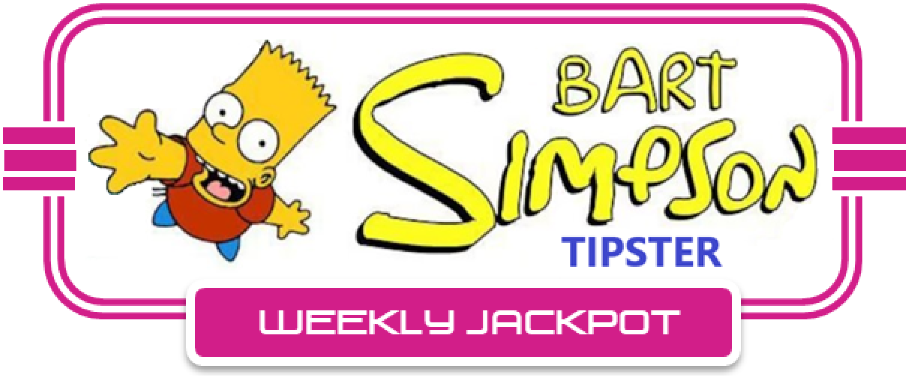 BART
SIMPSON
TIPSTER
WEEKLY JACKPOT